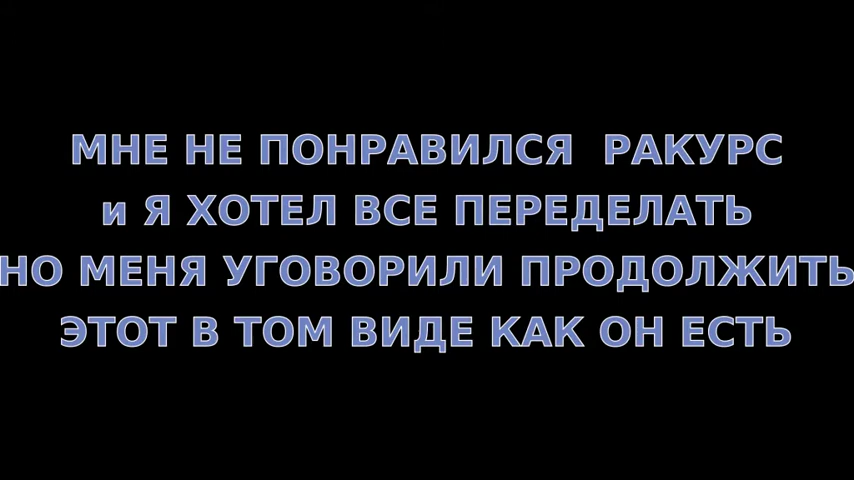 МНЕ НЕ ПОНРАВИЛСЯ  РАКУРС
и Я ХОТЕЛ ВСЕ ПЕРЕДЕЛАТЬ
НО МЕНЯ УГОВОРИЛИ ПРОДОЛЖИТЬ
ЭТОТ В ТОМ ВИДЕ КАК ОН ЕСТЬ